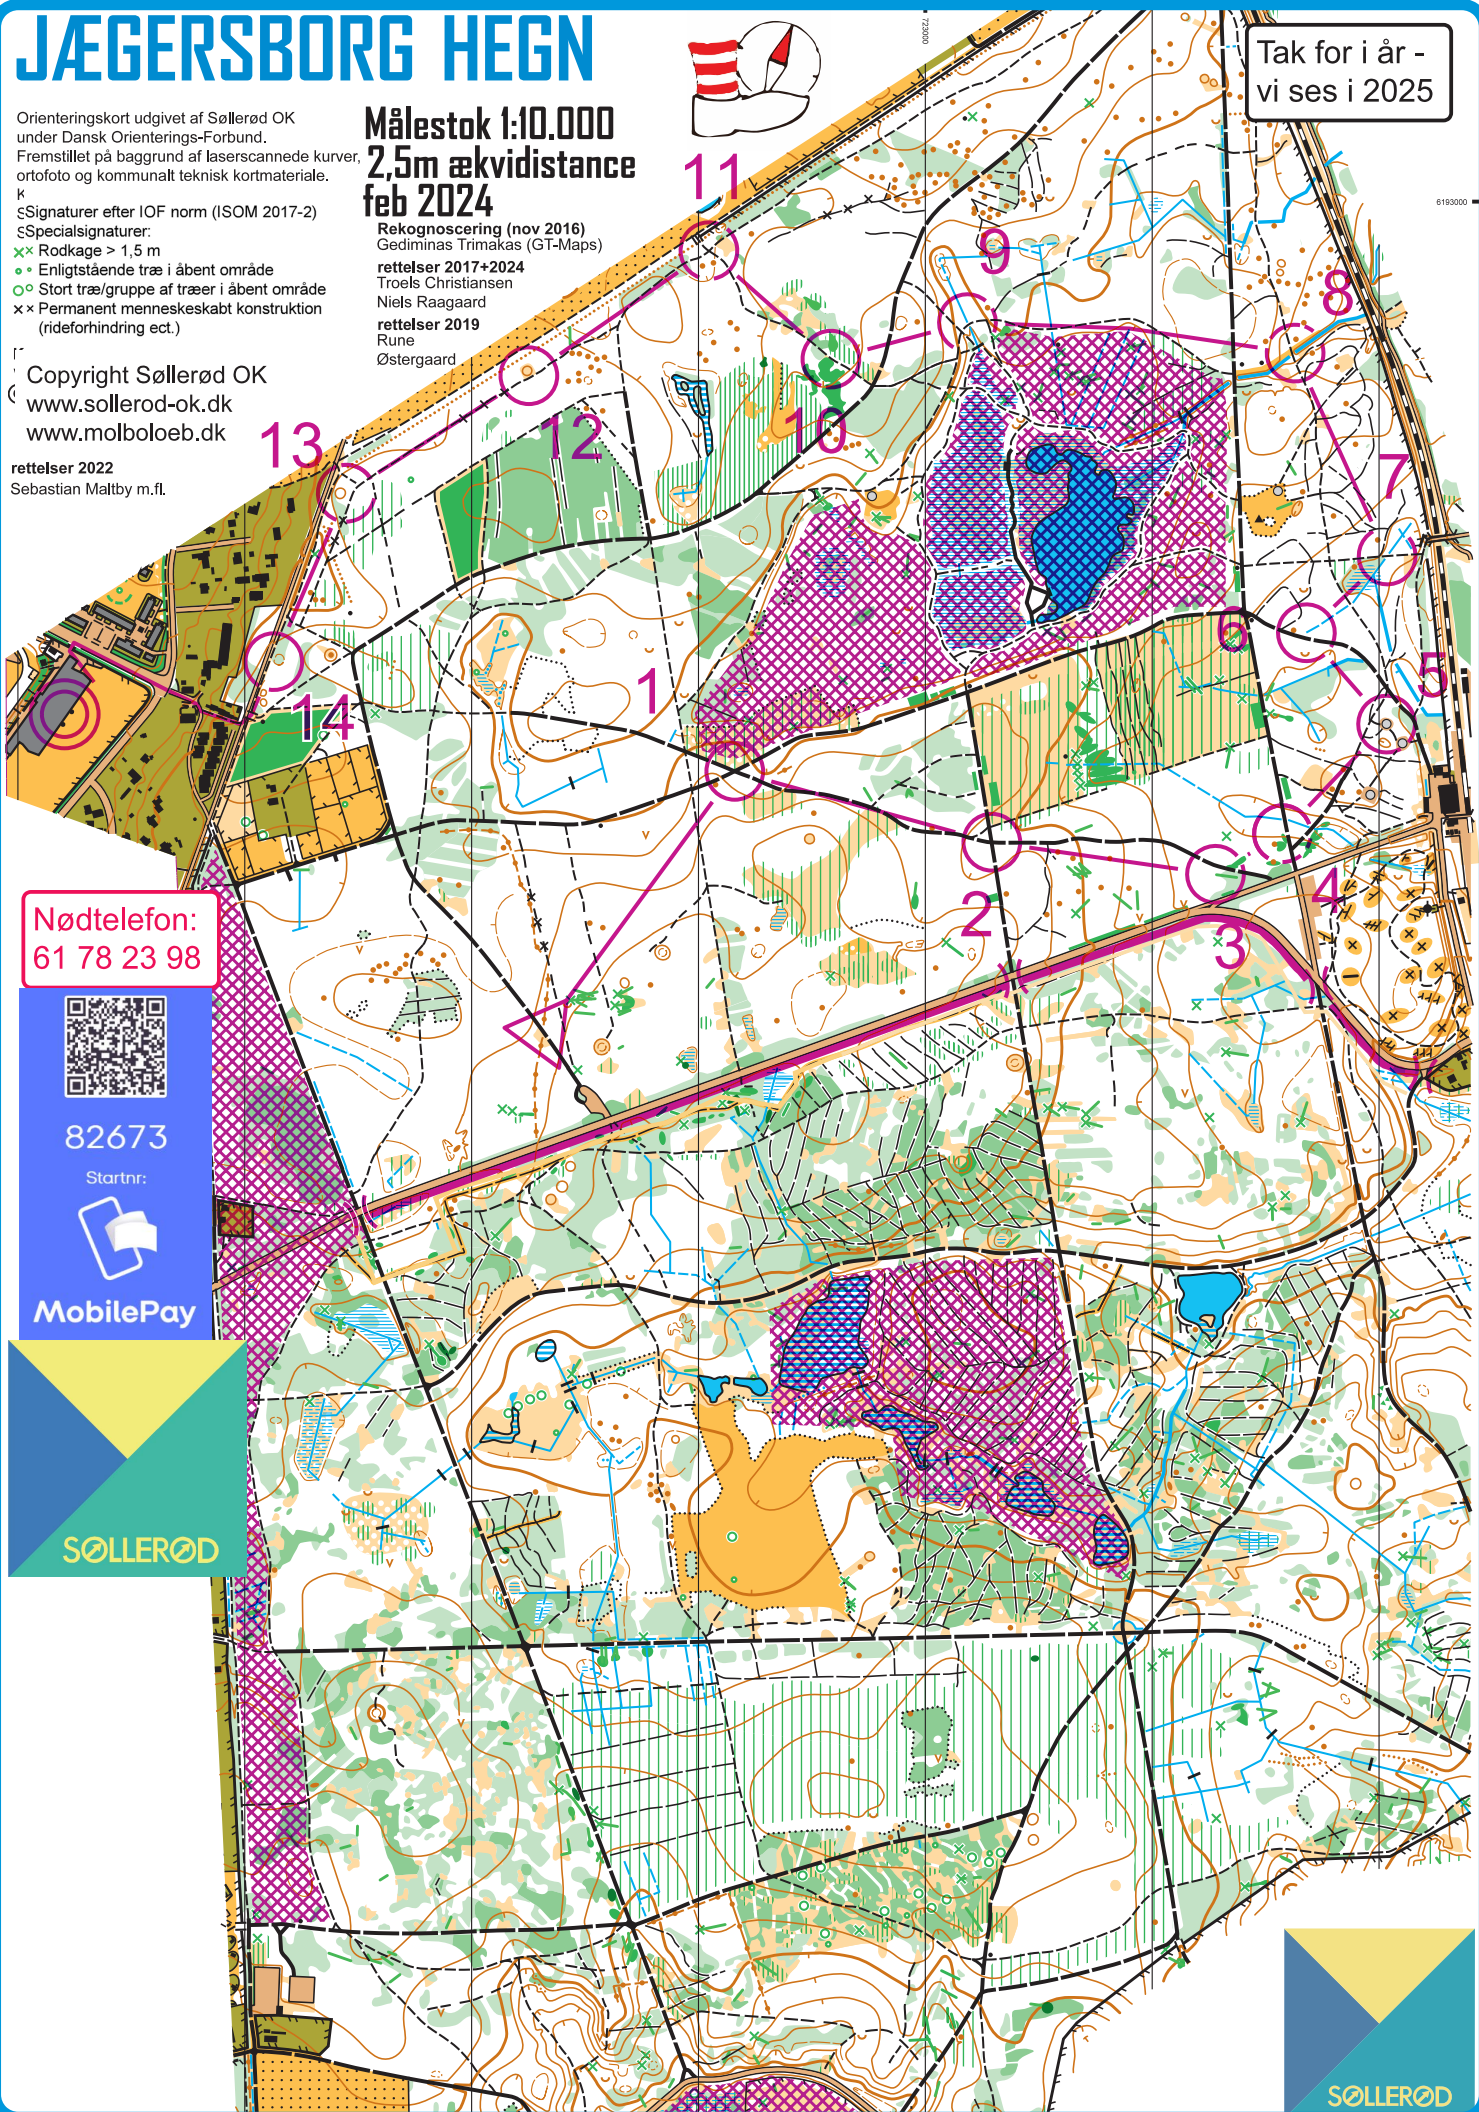 JÆGERSBORG HEGN
Tak for i år -
vi ses i 2025
Orienteringskort udgivet af Søllerød OK
under Dansk Orienterings-Forbund.
Fremstillet på baggrund af laserscannede kurver,
ortofoto og kommunalt teknisk kortmateriale.
K
S
Signaturer efter IOF norm (ISOM 2017-2)
S
Specialsignaturer:
Rodkage > 1,5 m
Enligtstående træ i åbent område
Stort træ/gruppe af træer i åbent område
Permanent menneskeskabt konstruktion
(rideforhindring ect.)
Copyright Søllerød OK
www.sollerod-ok.dk
www.molboloeb.dk
rettelser 2022
Sebastian Maltby m.fl.
Målestok 1:10.000
2,5m ækvidistance
feb 2024
Rekognoscering (nov 2016)
Gediminas Trimakas (GT-Maps)
rettelser 2017+2024
Troels Christiansen
Niels Raagaard
rettelser 2019
Rune
Østergaard
723000
6193000
11
9
8
13
12
10
7
6
1
5
14
2
4
3
Nødtelefon:
61 78 23 98
82673
Startnr:
MobilePay
SØLLERØD
SØLLERØD